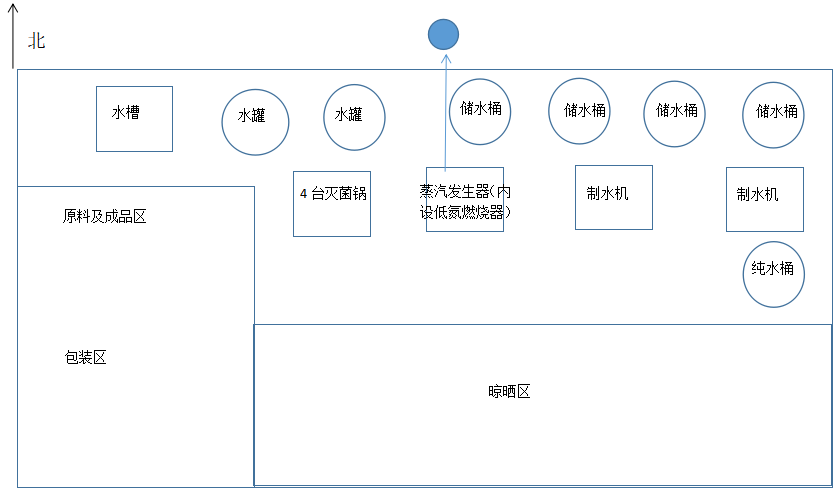 北
水槽
水罐
水罐
储水桶
储水桶
储水桶
储水桶
4 台灭菌锅
蒸汽发生器（内
设低氮燃烧器）
制水机
制水机
原料及成品区
纯水桶
包装区
晾晒区